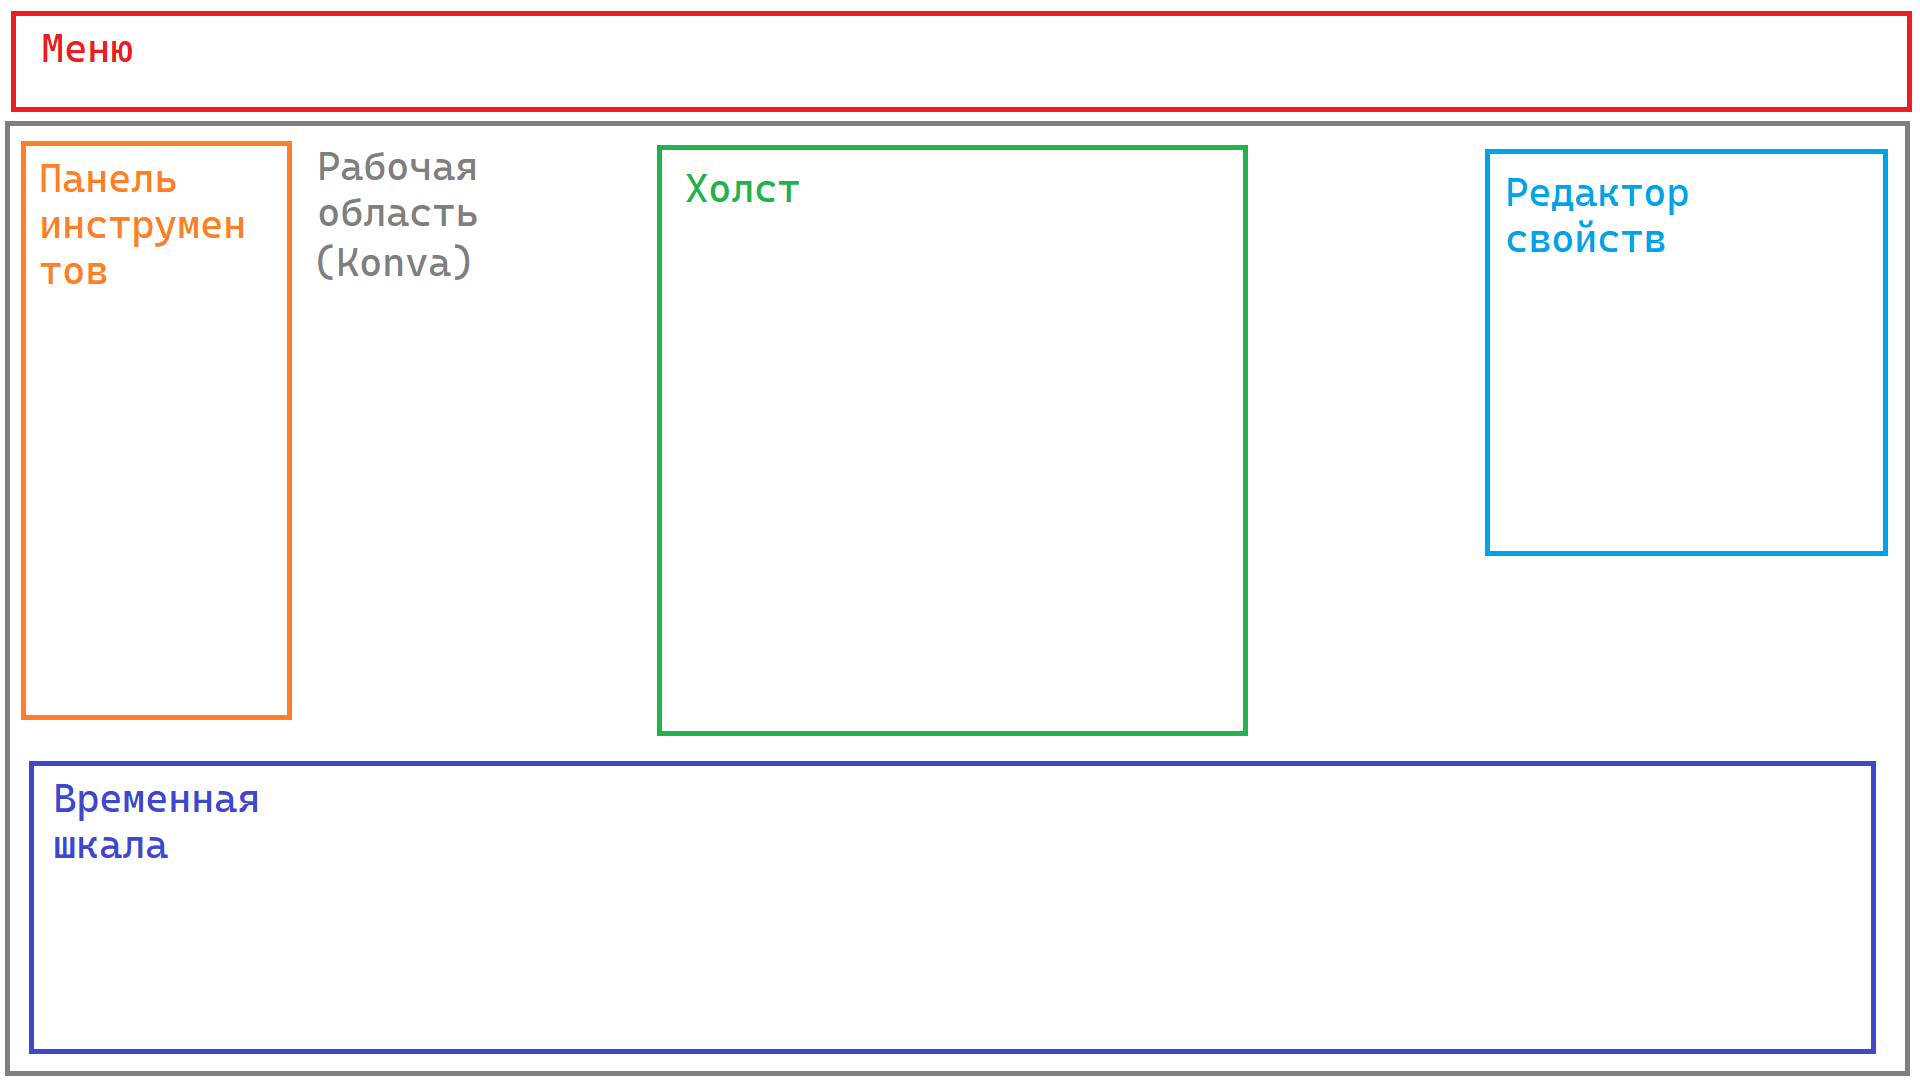 Меню
Панель
инструмен
тов
Рабочая
область
(Konva)
Холст
Редактор
свойств
Временная
шкала